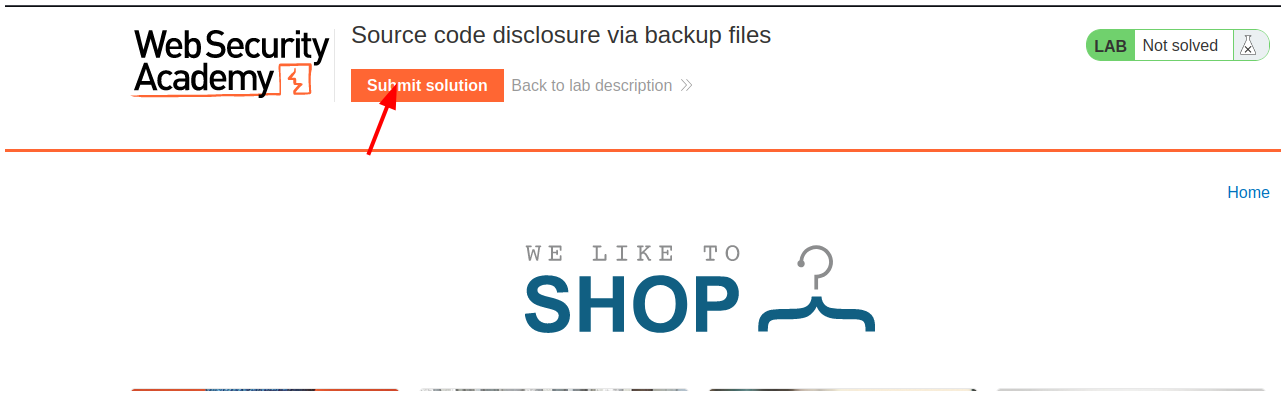 Web Security
Academy
Source code disclosure via backup files
Submit solution
Back to lab description
LAB
Not solved
Home
WE LIKE TO
SHOP